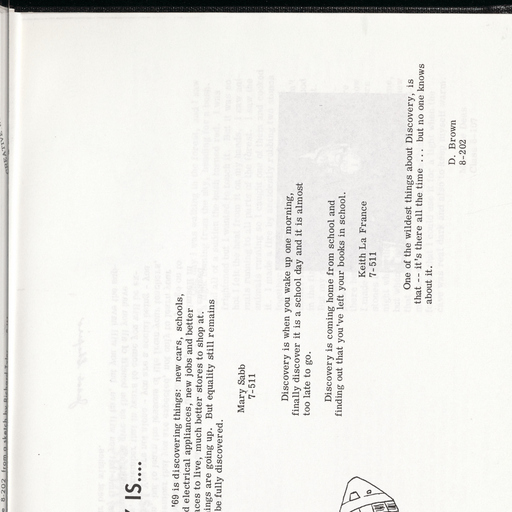 IS....
'69 is discovering things: new cars, schools,
d electrical appliances, new jobs and better
ces to live, much better stores to shop at.
ings are going up. But equality still remains
be fully discovered.
Mary Sabb
7-511
Discovery is when you wake up one morning,
finally discover it is a school day and it is almost
too late to go.
Discovery is coming home from school and
finding out that you've left your books in school.
Keith La France
7-511
One of the wildest things about Discovery, is
that -- it's there all the time ... but no one knows
about it.
D. Brown
8-202